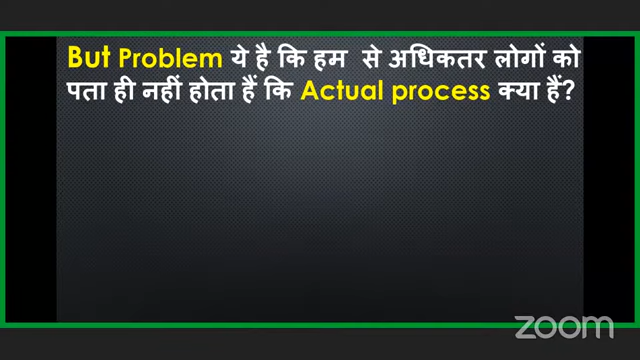 But Problem ये है कि हम से अधिकतर लोगों को
पता ही नहीं होता हैं कि Actual process क्या हैं?
zoom